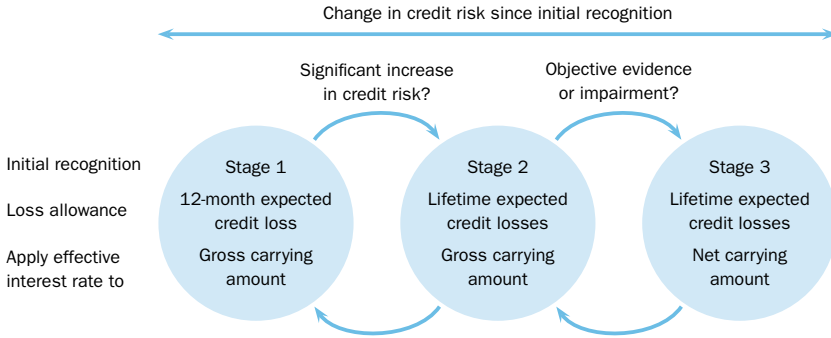 Change in credit risk since initial recognition
Significant increase
in credit risk?
Objective evidence
or impairment?
Initial recognition
Stage 1
Stage 2
Stage 3
Loss allowance
12-month expected
credit loss
Lifetime expected
credit losses
Lifetime expected
credit losses
Apply effective
interest rate to
Gross carrying
amount
Gross carrying
amount
Net carrying
amount